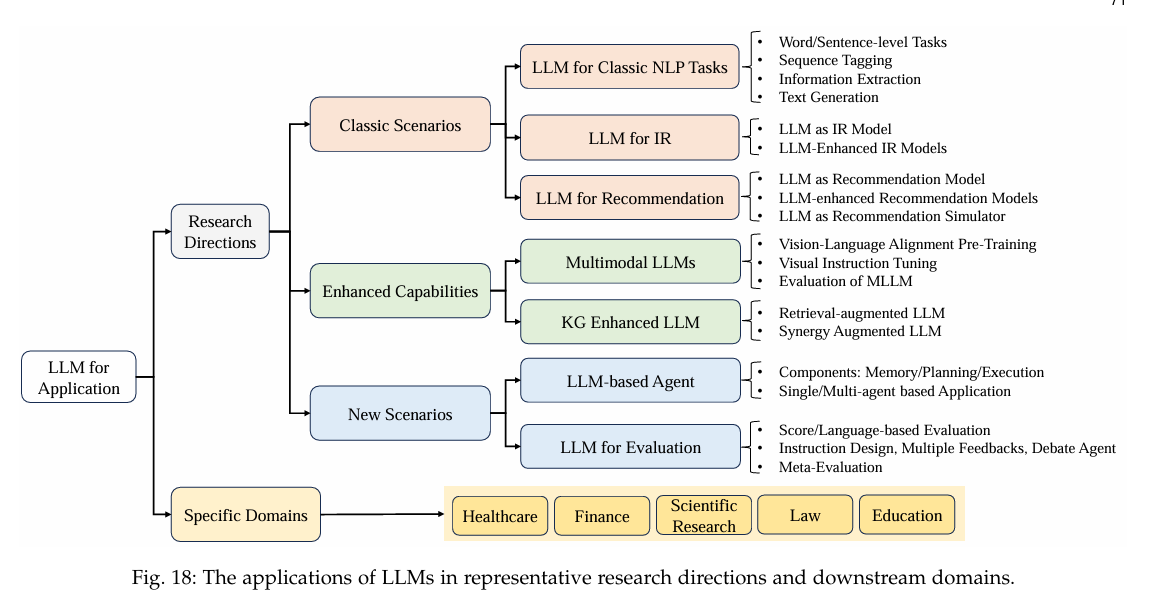 LLM for Classic NLP Tasks
• Word/Sentence-level Tasks
• Sequence Tagging
• Information Extraction
• Text Generation
Classic Scenarios
LLM for IR
• LLM as IR Model
• LLM-Enhanced IR Models
LLM for Recommendation
• LLM as Recommendation Model
• LLM-enhanced Recommendation Models
• LLM as Recommendation Simulator
Research
Directions
Multimodal LLMs
• Vision-Language Alignment Pre-Training
• Visual Instruction Tuning
• Evaluation of MLLM
Enhanced Capabilities
KG Enhanced LLM
• Retrieval-augmented LLM
• Synergy Augmented LLM
LLM for
Application
LLM-based Agent
• Components: Memory/Planning/Execution
• Single/Multi-agent based Application
New Scenarios
LLM for Evaluation
• Score/Language-based Evaluation
• Instruction Design, Multiple Feedbacks, Debate Agent
• Meta-Evaluation
Specific Domains
Healthcare
Finance
Scientific
Research
Law
Education
Fig. 18: The applications of LLMs in representative research directions and downstream domains.